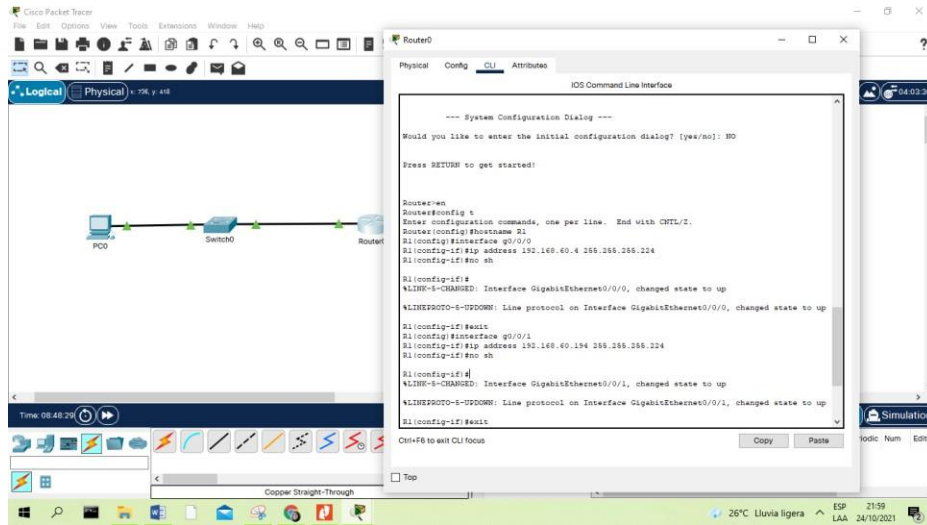 Cisco Packet Tracer
File Edit Options View Tools Extensions Window Help
Logical Physical x: 736, y: 410
04:03:3
PC0
Switch0
Router
Router0
Physical Config CLI Attributes
IOS Command Line Interface
--- System Configuration Dialog ---
Would you like to enter the initial configuration dialog? [yes/no]: NO
Press RETURN to get started!
Router>en
Router#config t
Enter configuration commands, one per line. End with CNTL/Z.
Router(config)#hostname R1
R1(config)#interface g0/0/0
R1(config-if)#ip address 192.168.60.4 255.255.255.224
R1(config-if)#no sh
R1(config-if)#
%LINK-5-CHANGED: Interface GigabitEthernet0/0/0, changed state to up
%LINEPROTO-5-UPDOWN: Line protocol on Interface GigabitEthernet0/0/0, changed state to up
R1(config-if)#exit
R1(config)#interface g0/0/1
R1(config-if)#ip address 192.168.60.194 255.255.255.224
R1(config-if)#no sh
R1(config-if)#
%LINK-5-CHANGED: Interface GigabitEthernet0/0/1, changed state to up
%LINEPROTO-5-UPDOWN: Line protocol on Interface GigabitEthernet0/0/1, changed state to up
R1(config-if)#exit
Ctrl+F6 to exit CLI focus
Copy Paste
Top
Time: 08:48:29
Simulatio
iodic Num Edit
Copper Straight-Through
26°C Lluvia ligera
ESP
LAA
21:59
24/10/2021